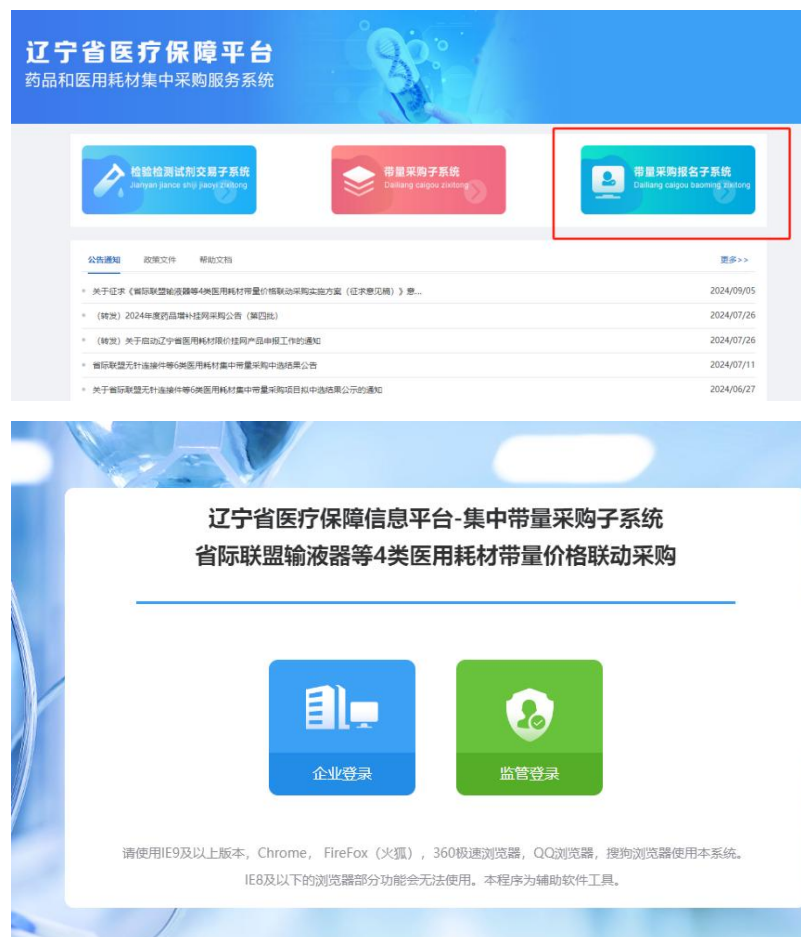 辽宁省医疗保障平台
药品和医用耗材集中采购服务系统
检验检测试剂交易子系统
Jianyan jiance shiji jiaoyi zixitong
带量采购子系统
Dailiang caigou zixitong
带量采购报名子系统
Dailiang caigou baoming zixitong
公告通知 政策文件 帮助文档 更多>>
关于征求《省际联盟输液器等4类医用耗材带量价格联动采购实施方案（征求意见稿）》意... 2024/09/05
（转发）2024年度药品增补挂网采购公告（第四批） 2024/07/26
（转发）关于启动辽宁省医用耗材限价挂网产品申报工作的通知 2024/07/26
省际联盟无针连接件等6类医用耗材集中带量采购中选结果公告 2024/07/11
关于省际联盟无针连接件等6类医用耗材集中带量采购项目拟中选结果公示的通知 2024/06/27
辽宁省医疗保障信息平台-集中带量采购子系统
省际联盟输液器等4类医用耗材带量价格联动采购
企业登录
监管登录
请使用IE9及以上版本，Chrome， FireFox（火狐），360极速浏览器，QQ浏览器，搜狗浏览器使用本系统。
IE8及以下的浏览器部分功能会无法使用。本程序为辅助软件工具。